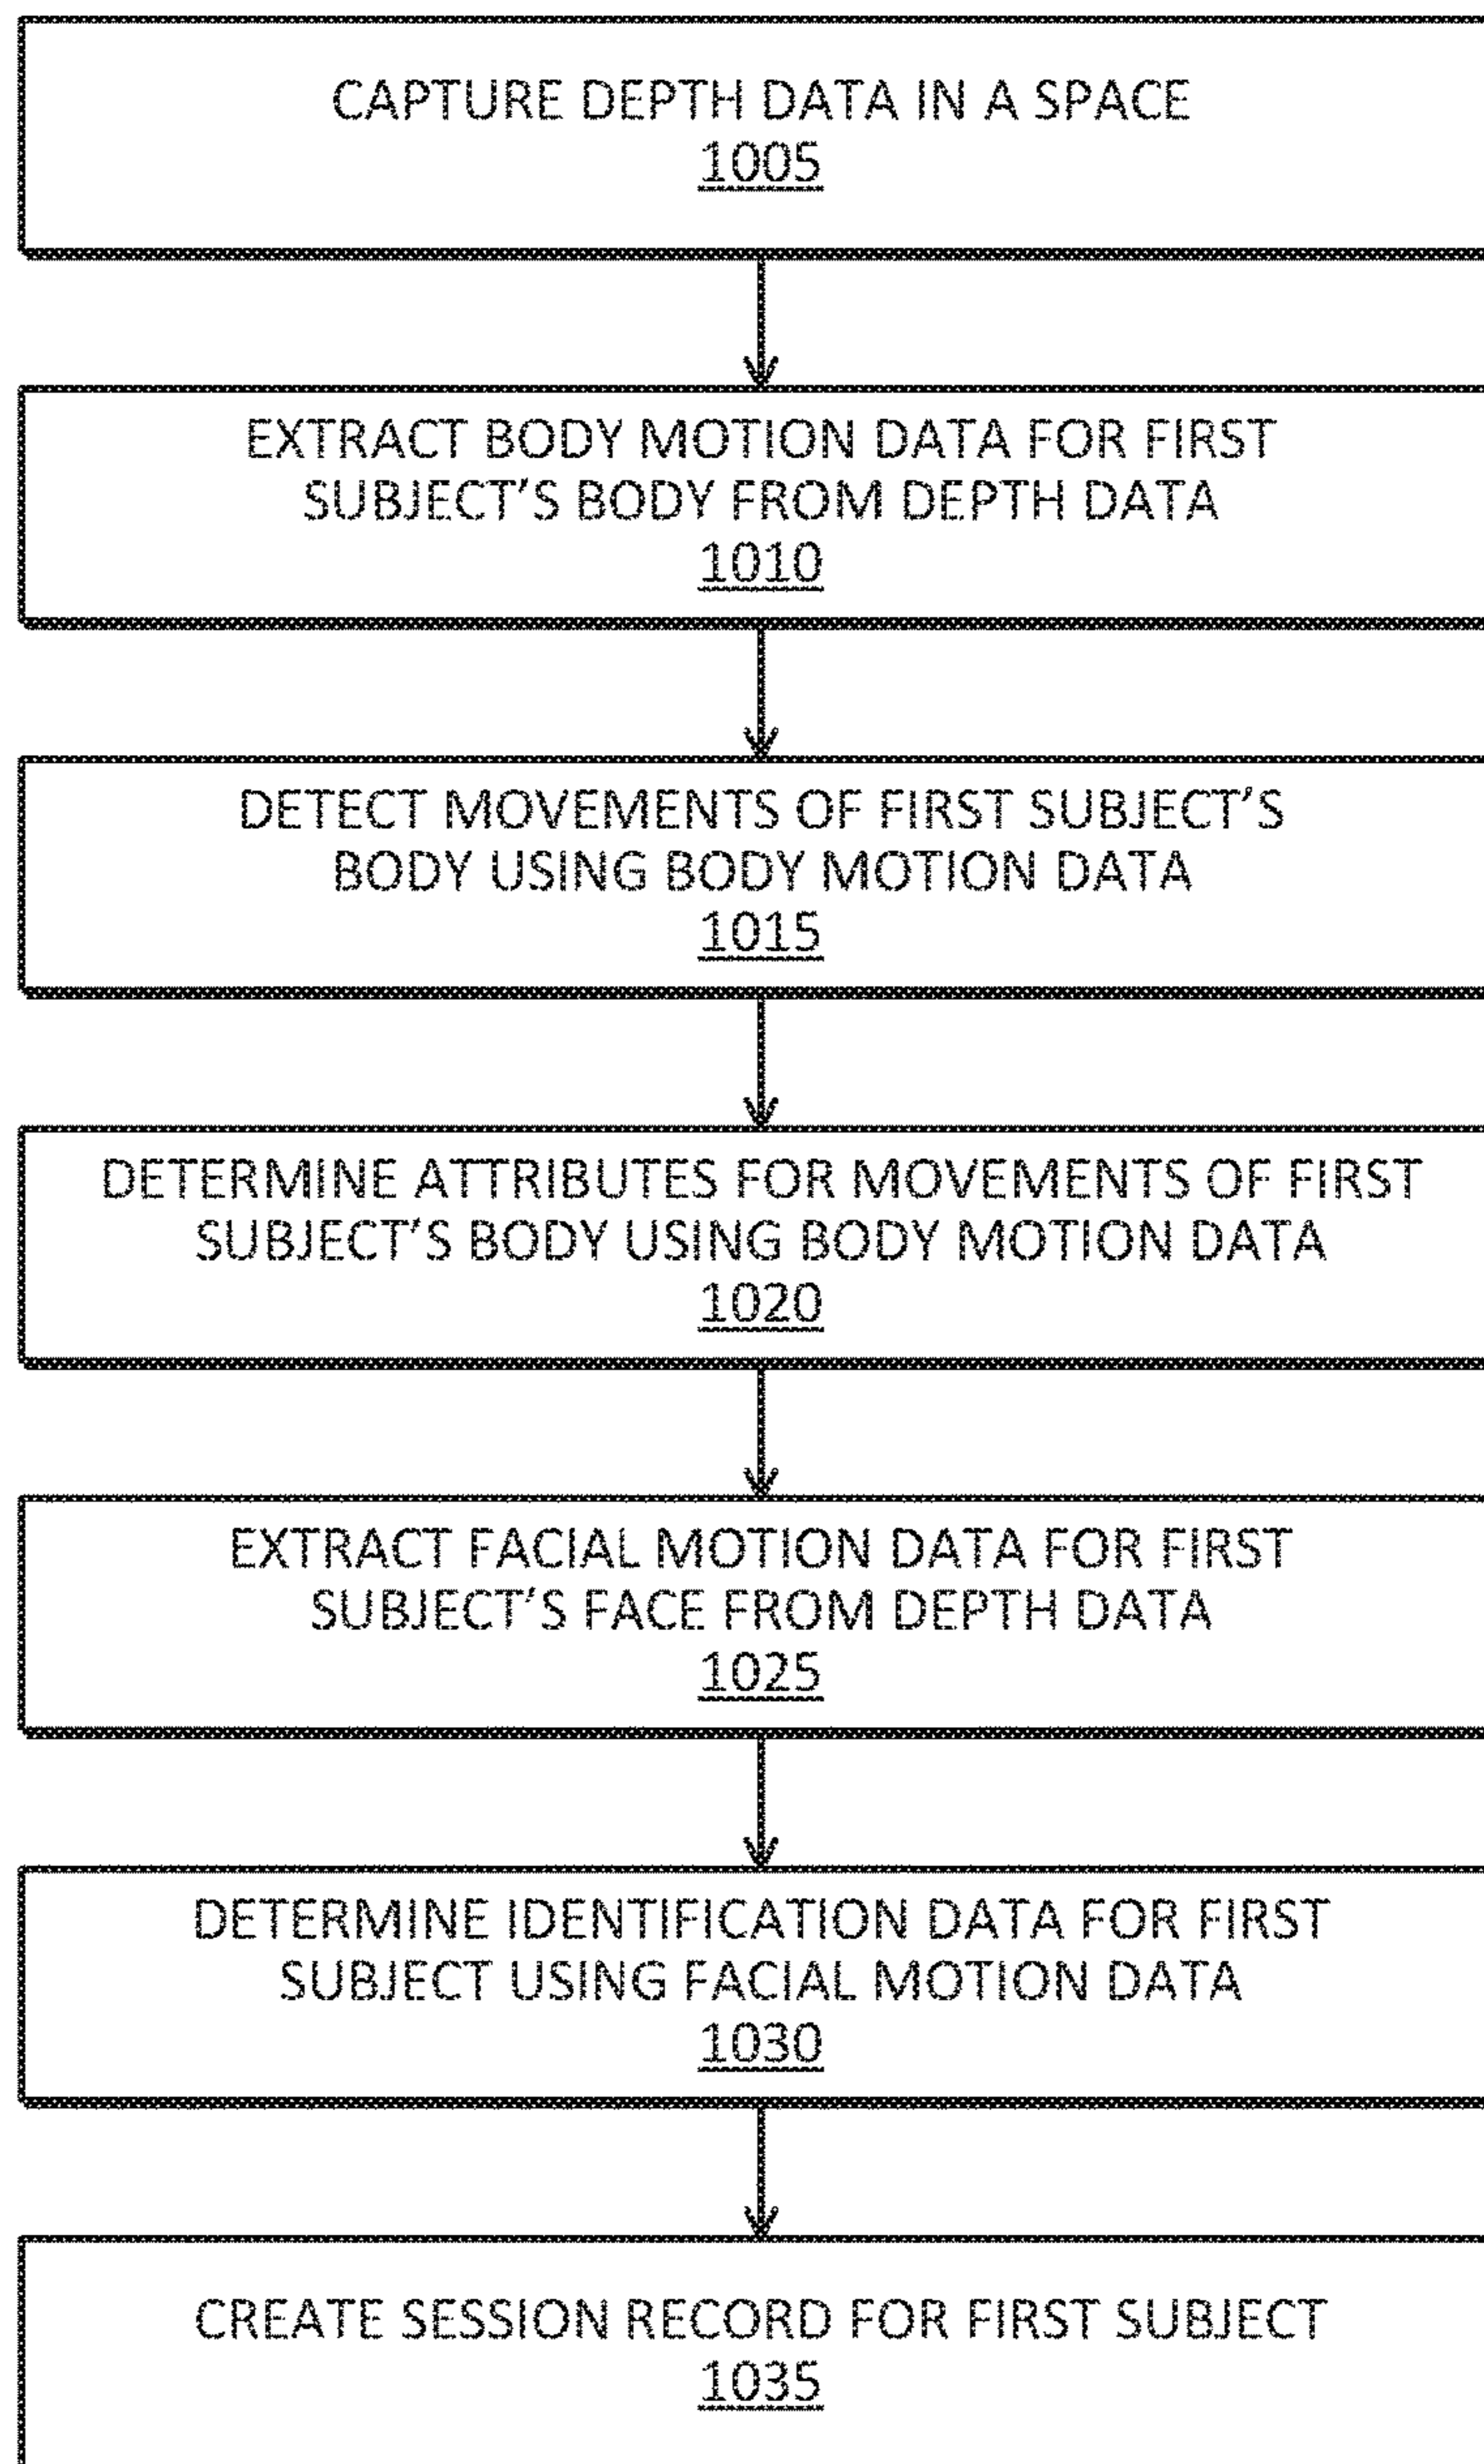 CAPTURE DEPTH DATA IN A SPACE
1005
EXTRACT BODY MOTION DATA FOR FIRST
SUBJECT'S BODY FROM DEPTH DATA
1010
DETECT MOVEMENTS OF FIRST SUBJECT'S
BODY USING BODY MOTION DATA
1015
DETERMINE ATTRIBUTES FOR MOVEMENTS OF FIRST
SUBJECT'S BODY USING BODY MOTION DATA
1020
EXTRACT FACIAL MOTION DATA FOR FIRST
SUBJECT'S FACE FROM DEPTH DATA
1025
DETERMINE IDENTIFICATION DATA FOR FIRST
SUBJECT USING FACIAL MOTION DATA
1030
CREATE SESSION RECORD FOR FIRST SUBJECT
1035